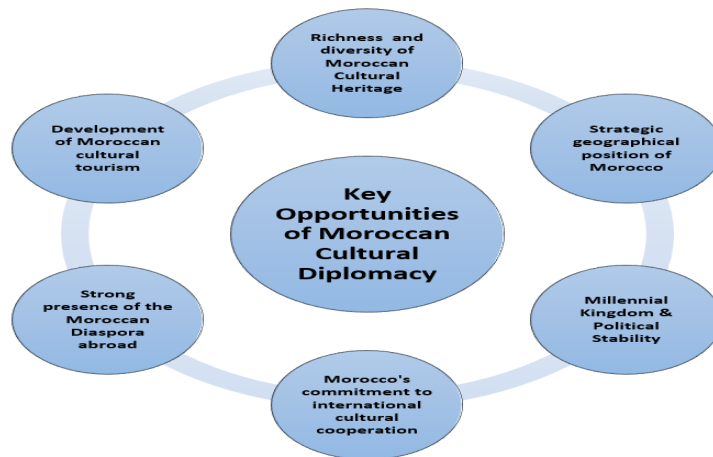 Richness and
diversity of
Moroccan
Cultural
Heritage
Development
of Moroccan
cultural
tourism
Strategic
geographical
position of
Morocco
Key
Opportunities
of Moroccan
Cultural
Diplomacy
Strong
presence of the
Moroccan
Diaspora
abroad
Millennial
Kingdom &
Political
Stability
Morocco's
commitment to
international
cultural
cooperation